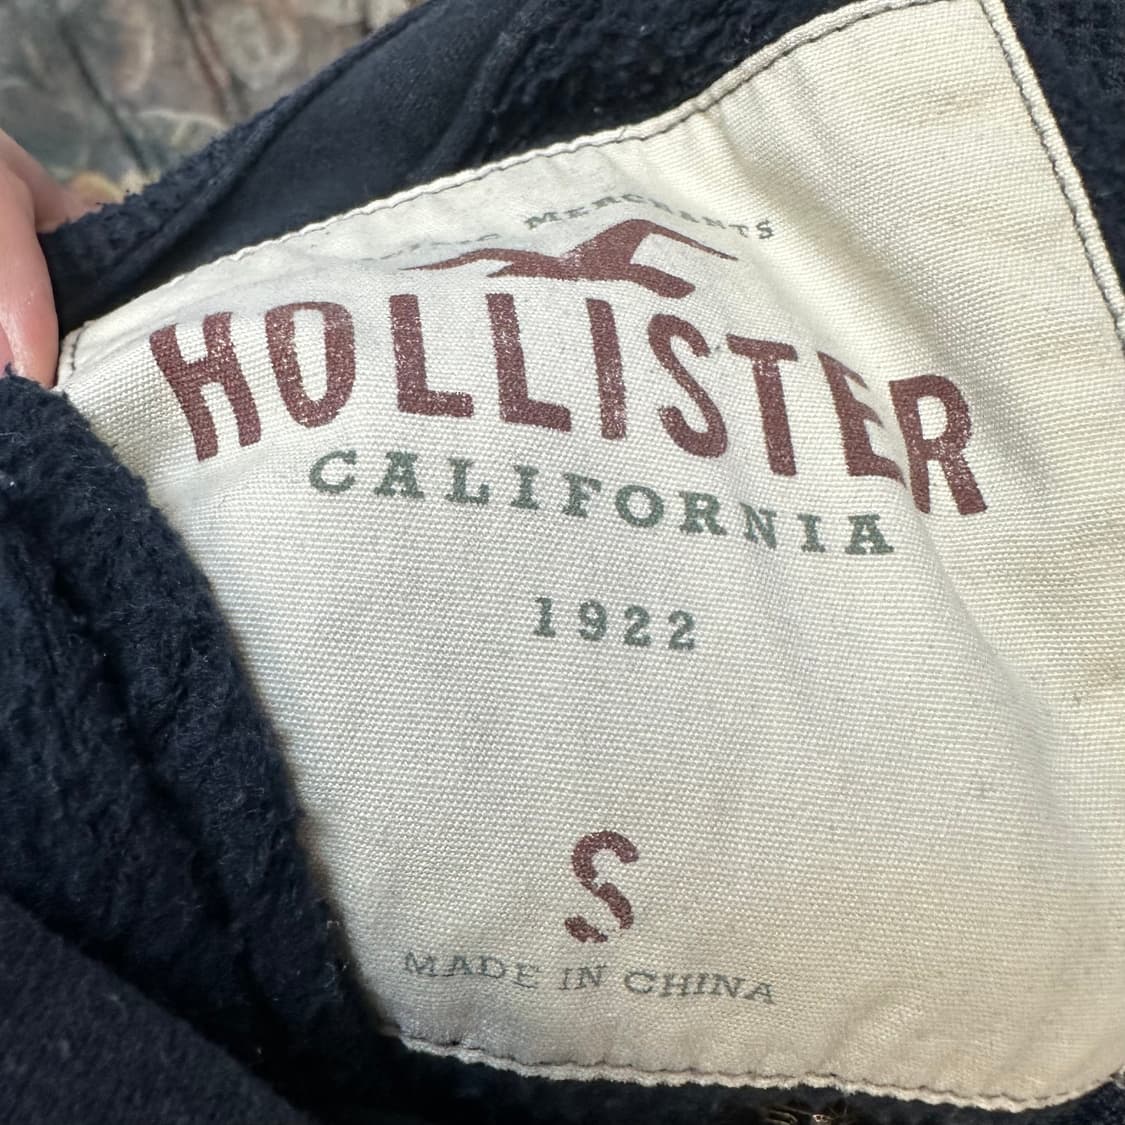 MERCHANTS
HOLLISTER
CALIFORNIA
1922
S
MADE IN CHINA